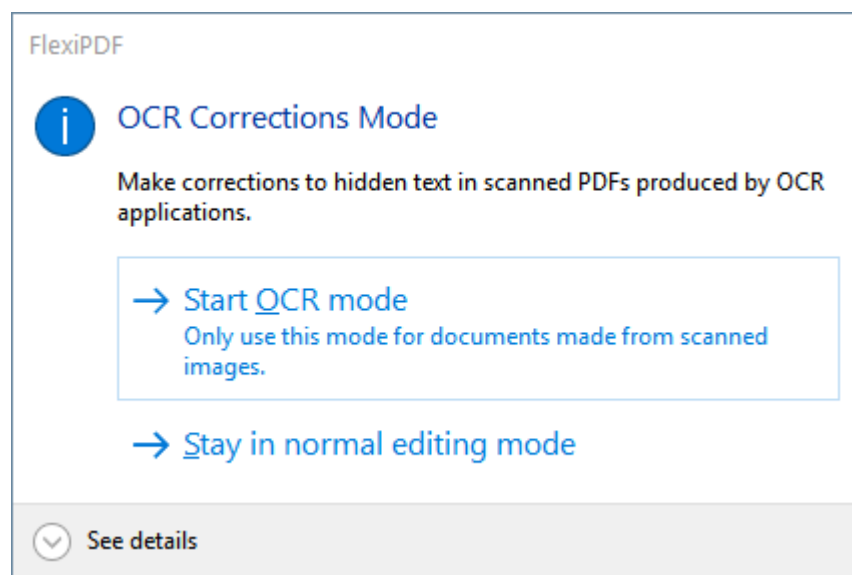 FlexiPDF
i
OCR Corrections Mode
Make corrections to hidden text in scanned PDFs produced by OCR
applications.
→ Start OCR mode
Only use this mode for documents made from scanned
images.
→ Stay in normal editing mode
See details